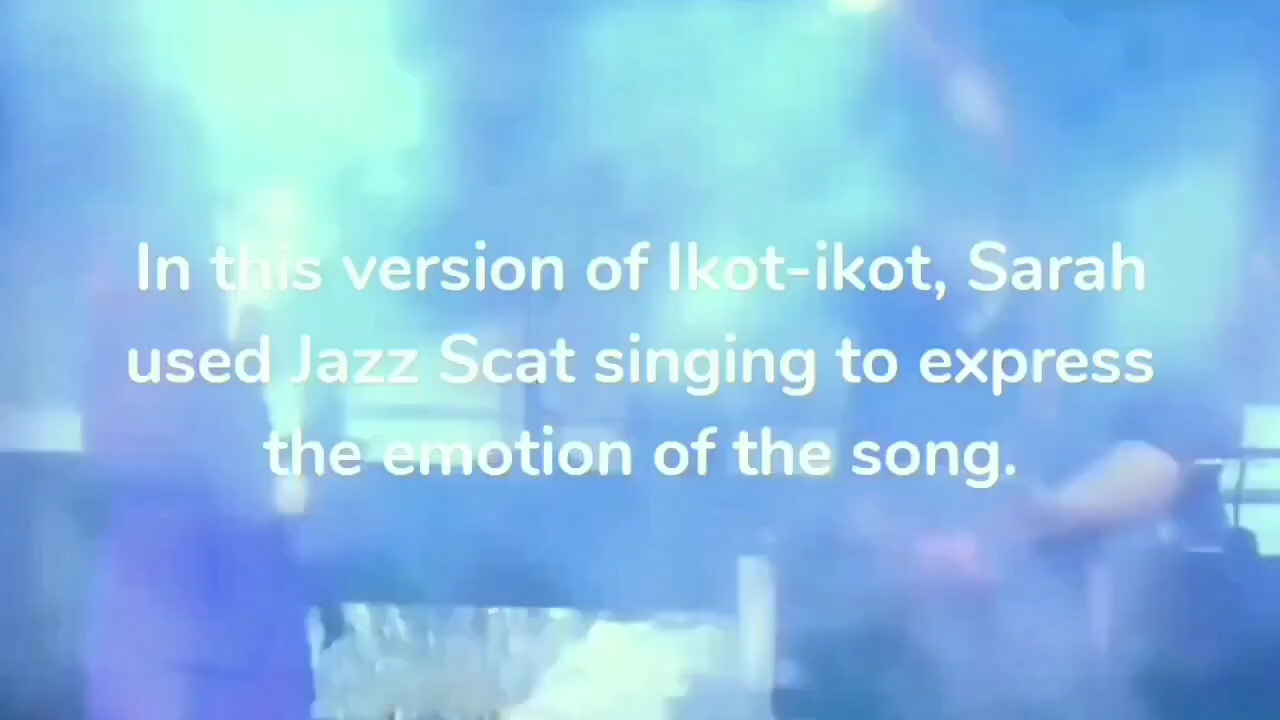 In this version of Ikot-ikot, Sarah
used Jazz Scat singing to express
the emotion of the song.